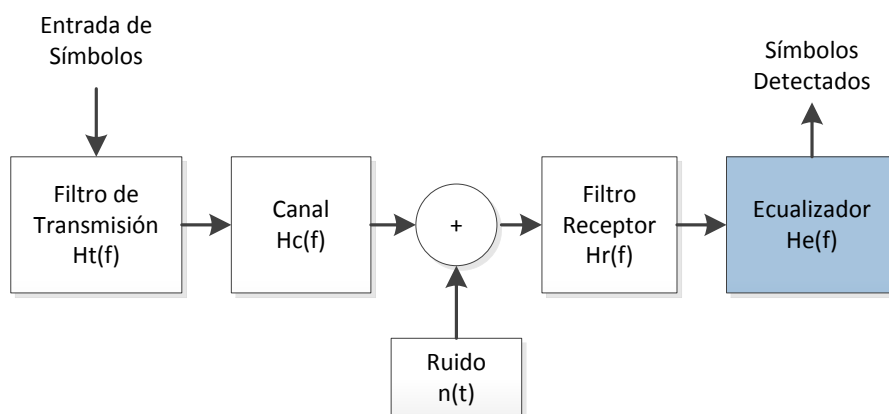 Entrada de
Símbolos
Símbolos
Detectados
Filtro de
Transmisión
Ht(f)
Canal
Hc(f)
+
Filtro
Receptor
Hr(f)
Ecualizador
He(f)
Ruido
n(t)